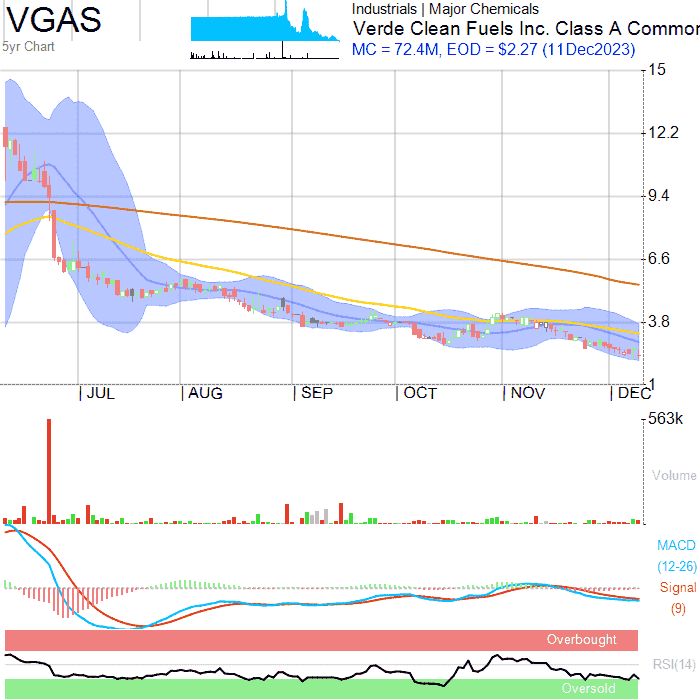 VGAS
5yr Chart
Industrials | Major Chemicals
Verde Clean Fuels Inc. Class A Common
MC = 72.4M, EOD = $2.27 (11Dec2023)
15
12.2
9.4
6.6
3.8
1
JUL AUG SEP OCT NOV DEC
563k
Volume
MACD
(12-26)
Signal
(9)
Overbought
RSI(14)
Oversold